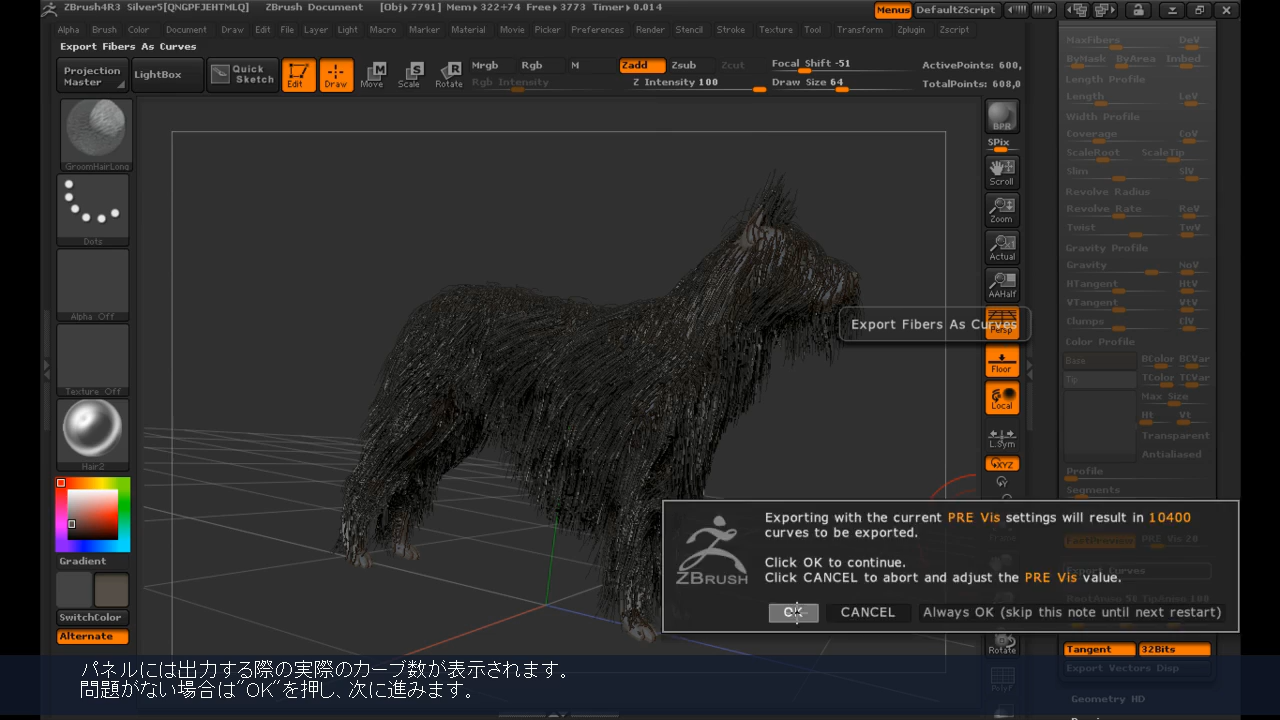 ZBrush4R3 Silver5[QNGPFJEHTMLQ] ZBrush Document [Obj▸ 7791] Mem▸322+74 Free▸3773 Timer▸0.014 Menus DefaultZScript
Alpha Brush Color Document Draw Edit File Layer Light Macro Marker Material Movie Picker Preferences Render Stencil Stroke Texture Tool Transform Zplugin Zscript
Export Fibers As Curves
Projection Master
LightBox
Quick Sketch
Edit
Draw
Move
Scale
Rotate
Mrgb Rgb M
Rgb Intensity
Zadd Zsub Zcut
Z Intensity 100
Focal Shift -51
Draw Size 64
ActivePoints: 600,
TotalPoints: 608,0
GroomHairLong
Dots
Alpha Off
Texture Off
Hair2
Gradient
SwitchColor
Alternate
BPR
SPix
Scroll
Zoom
Actual
AAHalf
Persp
Floor
Local
L.Sym
XYZ
Rotate
PolyF
MaxFibers DeV
ByMask ByArea Imbed
Length Profile
Length LeV
Width Profile
Coverage CoV
ScaleRoot ScaleTip
Slim SlV
Revolve Radius
Revolve Rate ReV
Twist TwV
Gravity Profile
Gravity NoV
HTangent HtV
VTangent VtV
Clumps ClV
Color Profile
Base BColor BCVar
Tip TColor TCVar
Max Size
Ht Vt
Transparent
Antialiased
Profile
Segments
FastPreview PRE Vis 20
Export Curves
Tangent 32Bits
Export Vectors Disp
Geometry HD
Export Fibers As Curves
ZBRUSH
Exporting with the current PRE Vis settings will result in 10400
curves to be exported.
Click OK to continue.
Click CANCEL to abort and adjust the PRE Vis value.
OK CANCEL Always OK (skip this note until next restart)
パネルには出力する際の実際のカーブ数が表示されます。
問題がない場合は"OK"を押し、次に進みます。